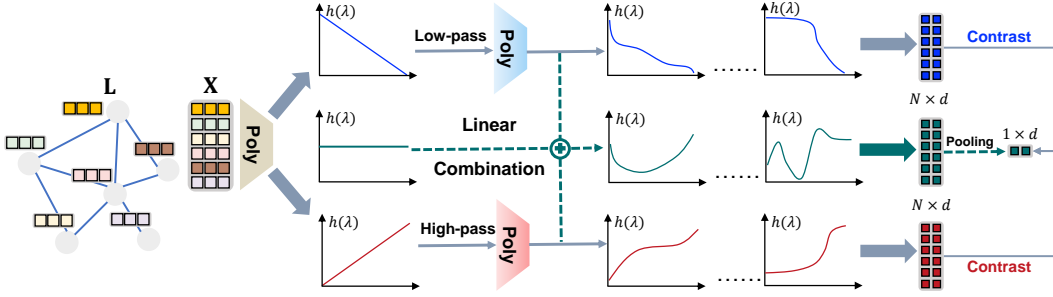 L
X
Poly
h(λ)
Low-pass
Poly
h(λ)
......
h(λ)
Contrast
N × d
h(λ)
Linear
Combination
h(λ)
h(λ)
Pooling
1 × d
N × d
h(λ)
High-pass
Poly
h(λ)
......
h(λ)
Contrast